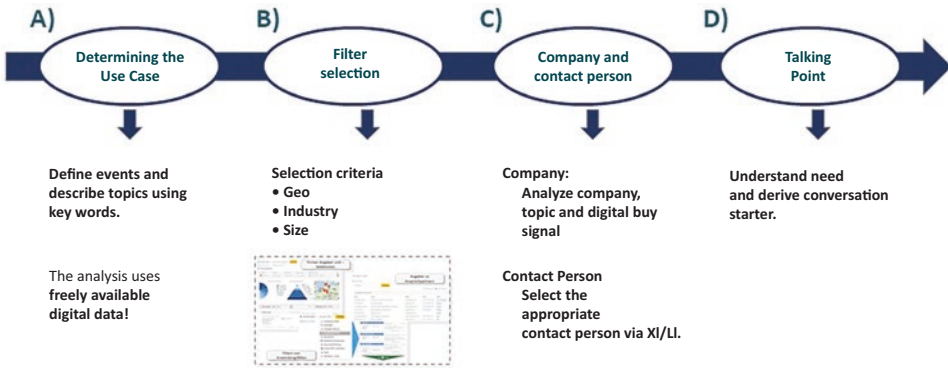 A)
Determining the
Use Case
Define events and
describe topics using
key words.
The analysis uses
freely available
digital data!
B)
Filter
selection
Selection criteria
• Geo
• Industry
• Size
C)
Company and
contact person
Company:
Analyze company,
topic and digital buy
signal
Contact Person
Select the
appropriate
contact person via XI/LI.
D)
Talking
Point
Understand need
and derive conversation
starter.